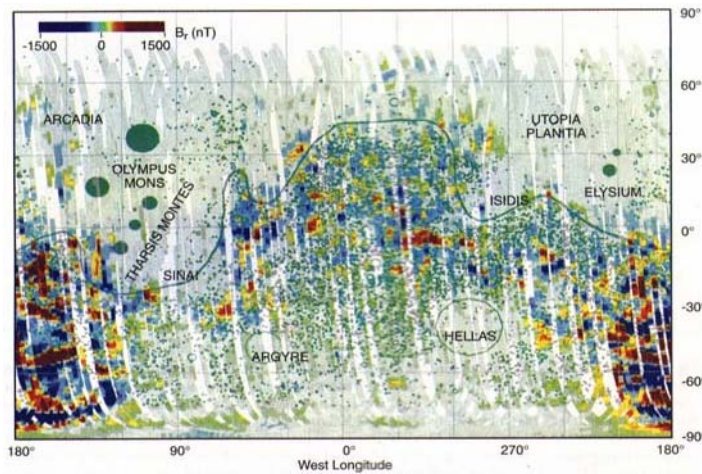 -1500 0 1500 Br (nT)
90°
60°
30°
0°
-30°
-60°
-90°
ARCADIA
OLYMPUS
MONS
THARSIS MONTES
SINAI
ARGYRE
HELLAS
ISIDIS
UTOPIA
PLANITIA
ELYSIUM
180° 90° 0° 270° 180°
West Longitude